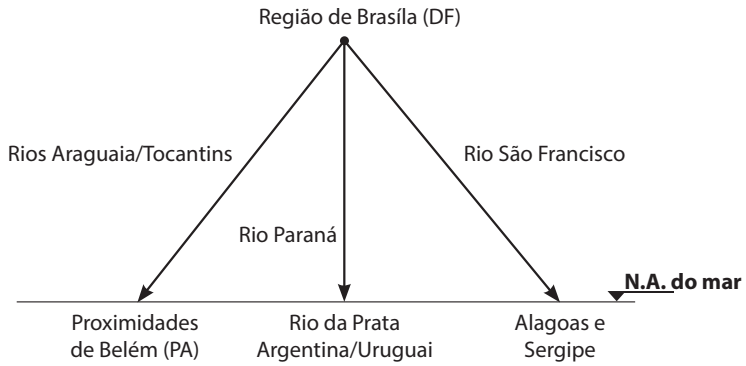 Região de Brasíla (DF)
Rios Araguaia/Tocantins
Rio São Francisco
Rio Paraná
N.A. do mar
Proximidades
de Belém (PA)
Rio da Prata
Argentina/Uruguai
Alagoas e
Sergipe